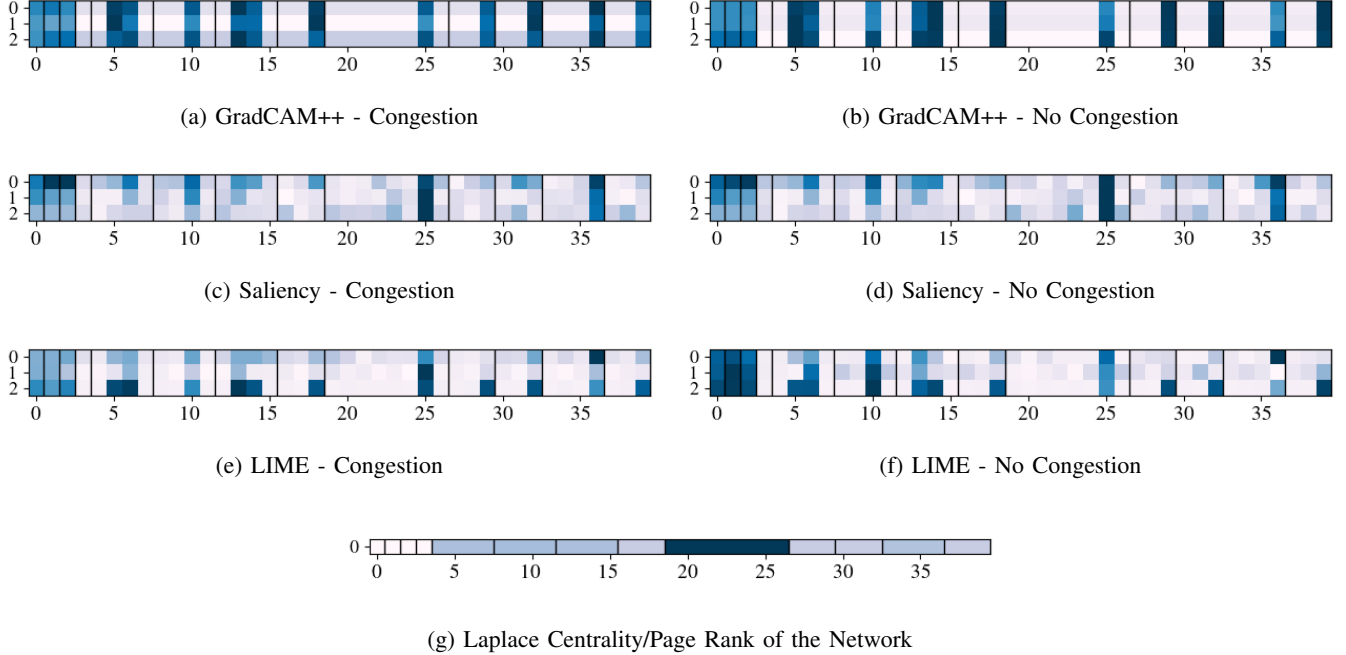 0
1
2
0 5 10 15 20 25 30 35
(a) GradCAM++ - Congestion
0
1
2
0 5 10 15 20 25 30 35
(b) GradCAM++ - No Congestion
0
1
2
0 5 10 15 20 25 30 35
(c) Saliency - Congestion
0
1
2
0 5 10 15 20 25 30 35
(d) Saliency - No Congestion
0
1
2
0 5 10 15 20 25 30 35
(e) LIME - Congestion
0
1
2
0 5 10 15 20 25 30 35
(f) LIME - No Congestion
0
0 5 10 15 20 25 30 35
(g) Laplace Centrality/Page Rank of the Network